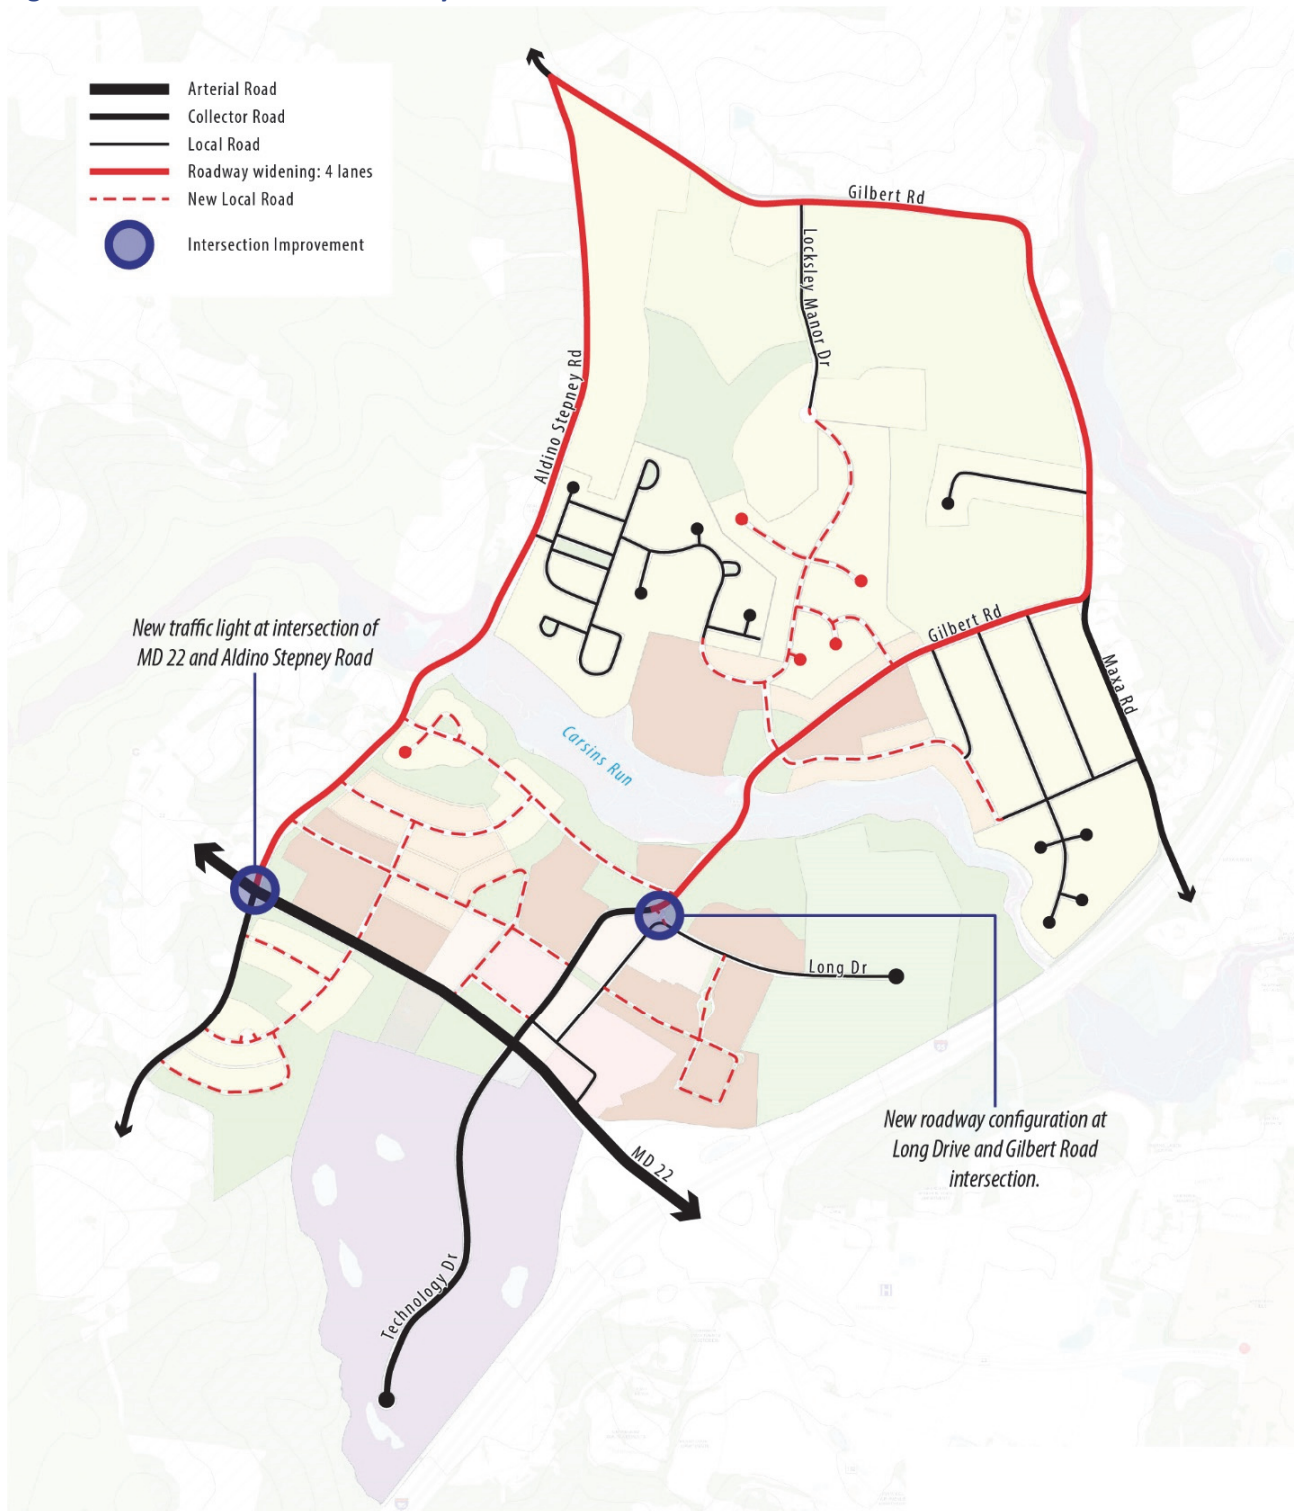 Arterial Road
Collector Road
Local Road
Roadway widening: 4 lanes
New Local Road
Intersection Improvement
Gilbert Rd
Locksley Manor Dr
Aldino Stepney Rd
New traffic light at intersection of
MD 22 and Aldino Stepney Road
Gilbert Rd
Maxa Rd
Carsins Run
Long Dr
New roadway configuration at
Long Drive and Gilbert Road
intersection.
MD 22
Technology Dr
H